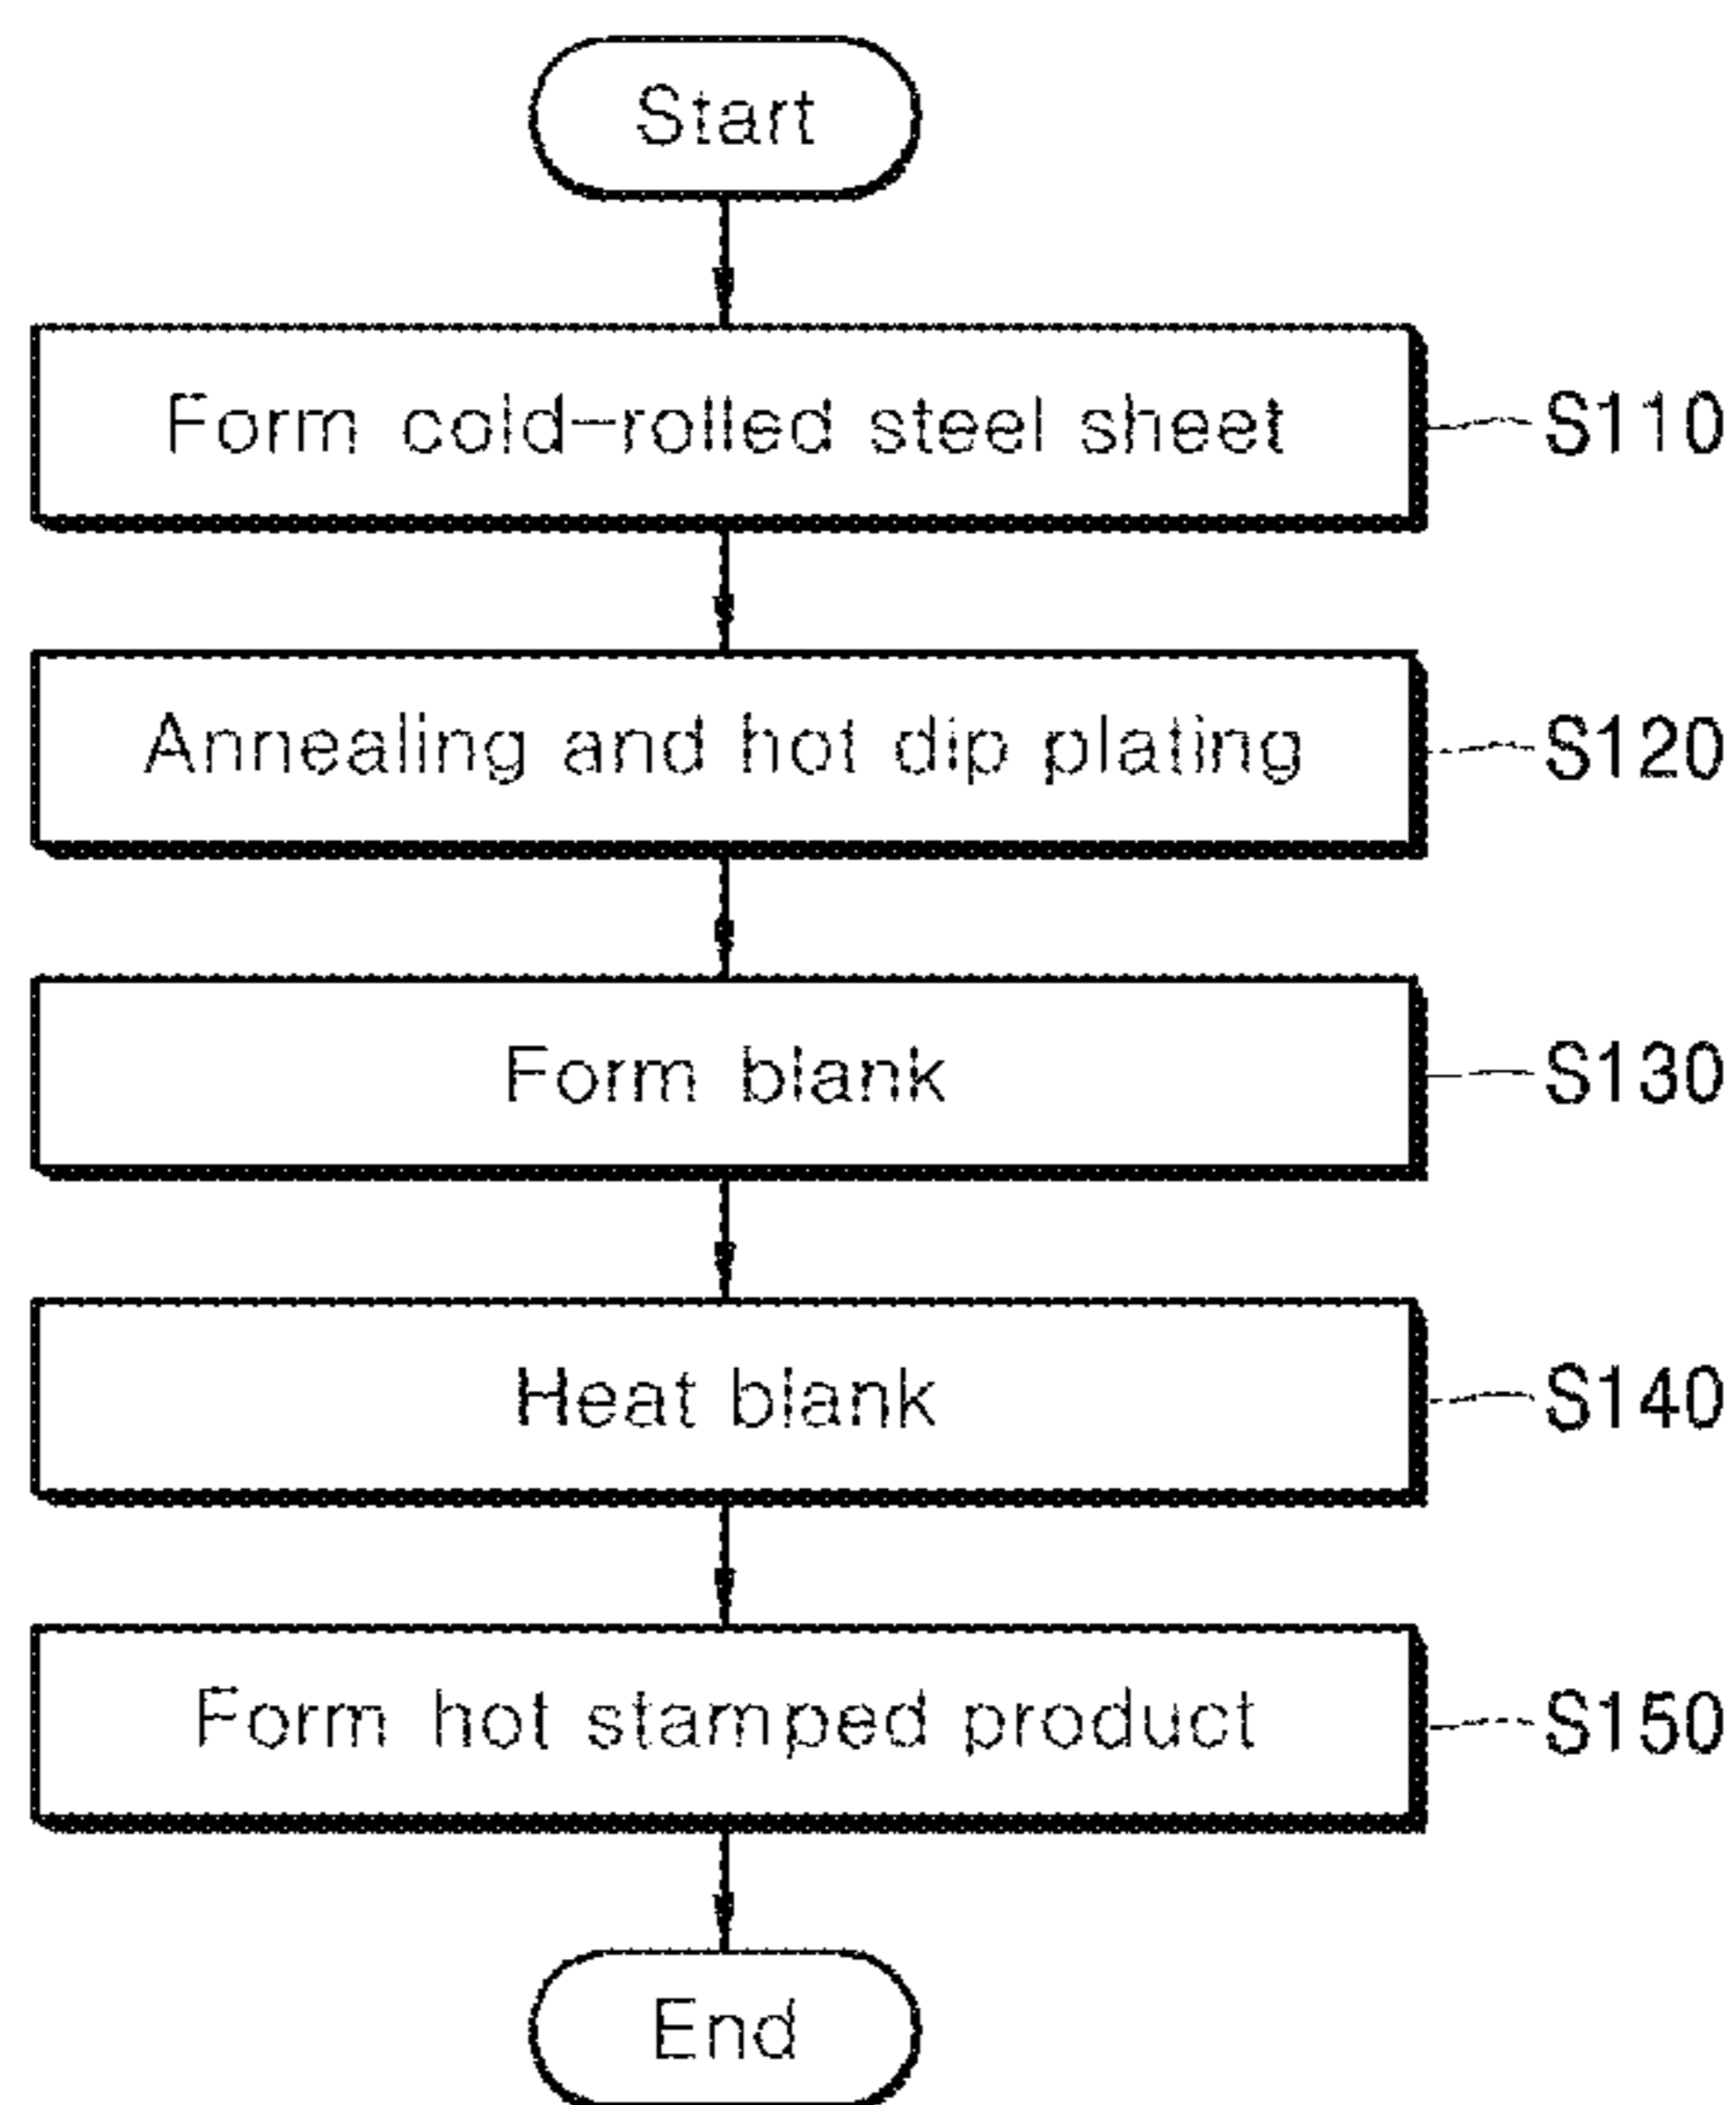 Start
Form cold-rolled steel sheet S110
Annealing and hot dip plating S120
Form blank S130
Heat blank S140
Form hot stamped product S150
End